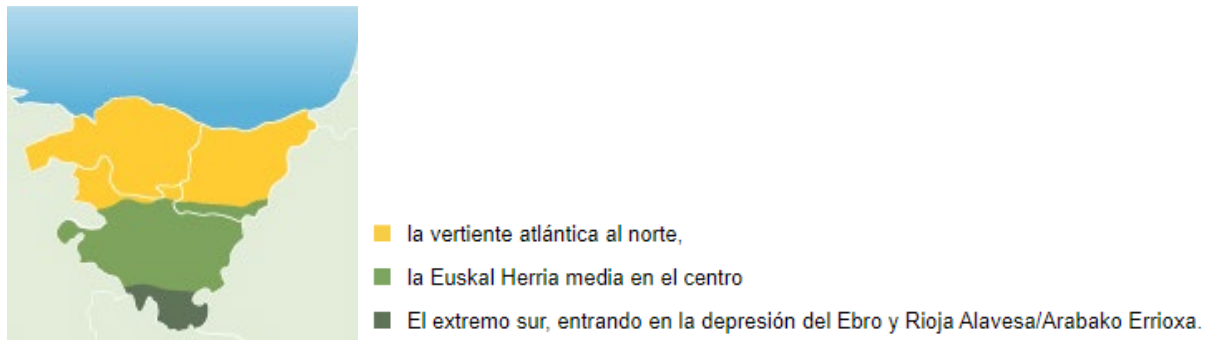 la vertiente atlántica al norte,
la Euskal Herria media en el centro
El extremo sur, entrando en la depresión del Ebro y Rioja Alavesa/Arabako Errioxa.